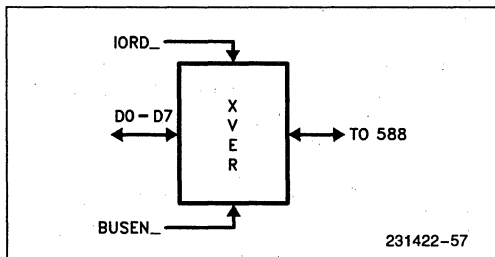 IORD_
D0-D7
X
V
E
R
TO 588
BUSEN_
231422-57